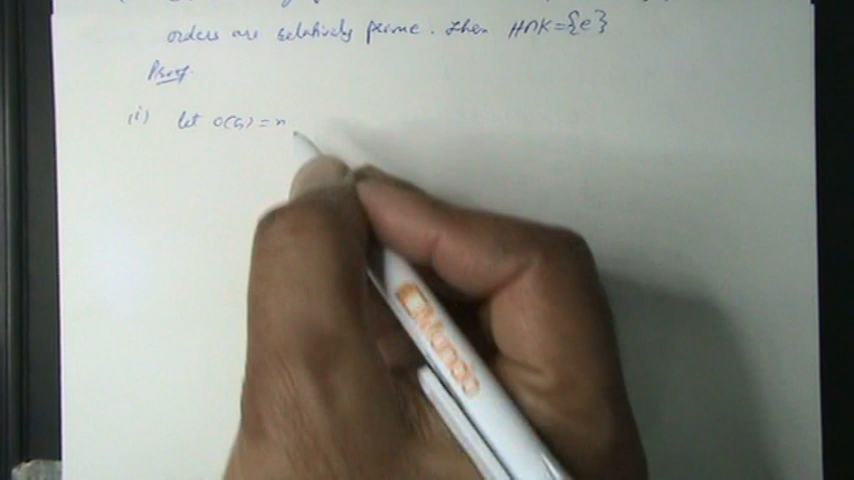 orders are relatively prime. Then H∩K={e}
Proof
(i) let o(G) = n